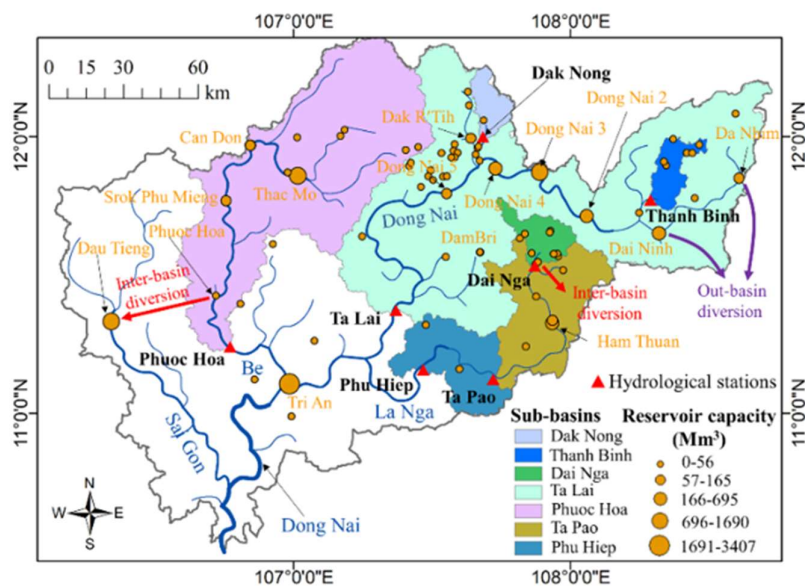 107°0'0"E
108°0'0"E
0 15 30 60
km
12°0'0"N
11°0'0"N
12°0'0"N
11°0'0"N
Dak Nong
Dak R'Tih
Dong Nai 2
Can Don
Dong Nai 3
Da Nhim
Dong Nai 5
Thac Mo
Srok Phu Mieng
Dong Nai
Dong Nai 4
Thanh Binh
Phuoc Hoa
Dau Tieng
DamBri
Dai Ninh
Inter-basin
diversion
Dai Nga
Inter-basin
diversion
Out-basin
diversion
Ta Lai
Ham Thuan
Phuoc Hoa
Be
Phu Hiep
Hydrological stations
Tri An
La Nga
Ta Pao
Sai Gon
Dong Nai
Sub-basins
Dak Nong
Thanh Binh
Dai Nga
Ta Lai
Phuoc Hoa
Ta Pao
Phu Hiep
Reservoir capacity
(Mm³)
0-56
57-165
166-695
696-1690
1691-3407
N
W E
S
107°0'0"E
108°0'0"E